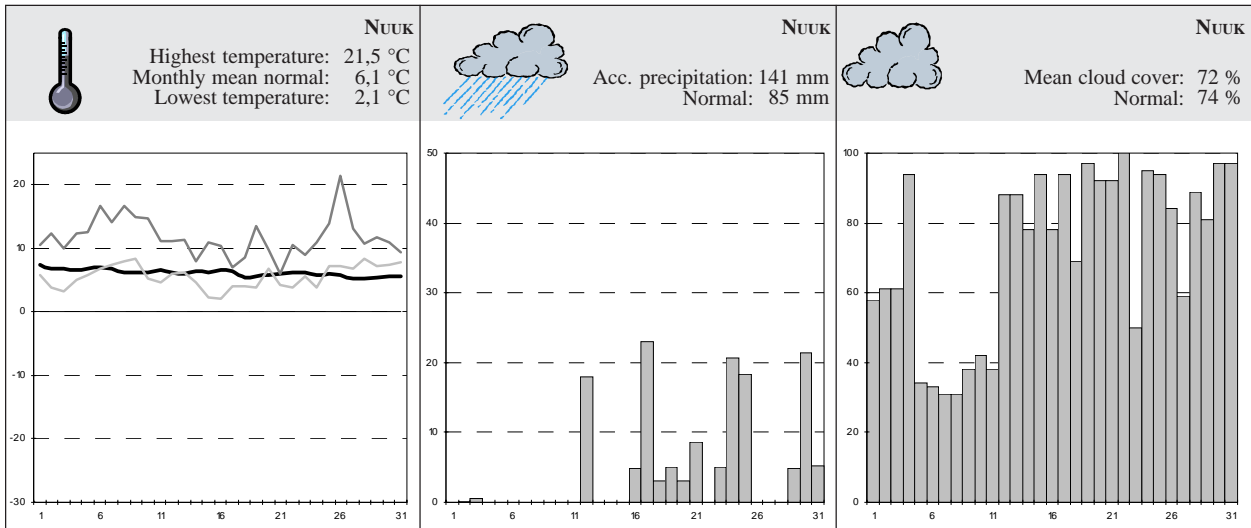 NUUK
Highest temperature: 21,5 °C
Monthly mean normal: 6,1 °C
Lowest temperature: 2,1 °C
20
10
0
-10
-20
-30
1 6 11 16 21 26 31
NUUK
Acc. precipitation: 141 mm
Normal: 85 mm
50
40
30
20
10
0
1 6 11 16 21 26 31
NUUK
Mean cloud cover: 72 %
Normal: 74 %
100
80
60
40
20
0
1 6 11 16 21 26 31